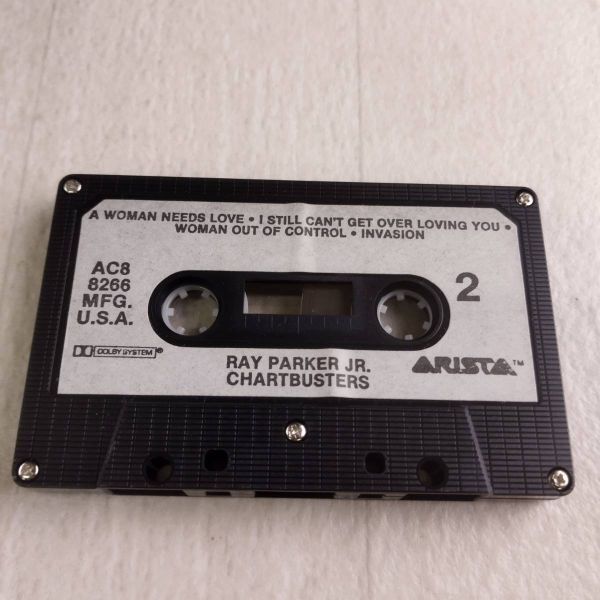 A WOMAN NEEDS LOVE • I STILL CAN'T GET OVER LOVING YOU •
WOMAN OUT OF CONTROL • INVASION
AC8
8266
MFG.
U.S.A.
2
DOLBY SYSTEM®
RAY PARKER JR.
CHARTBUSTERS
ARISTA™